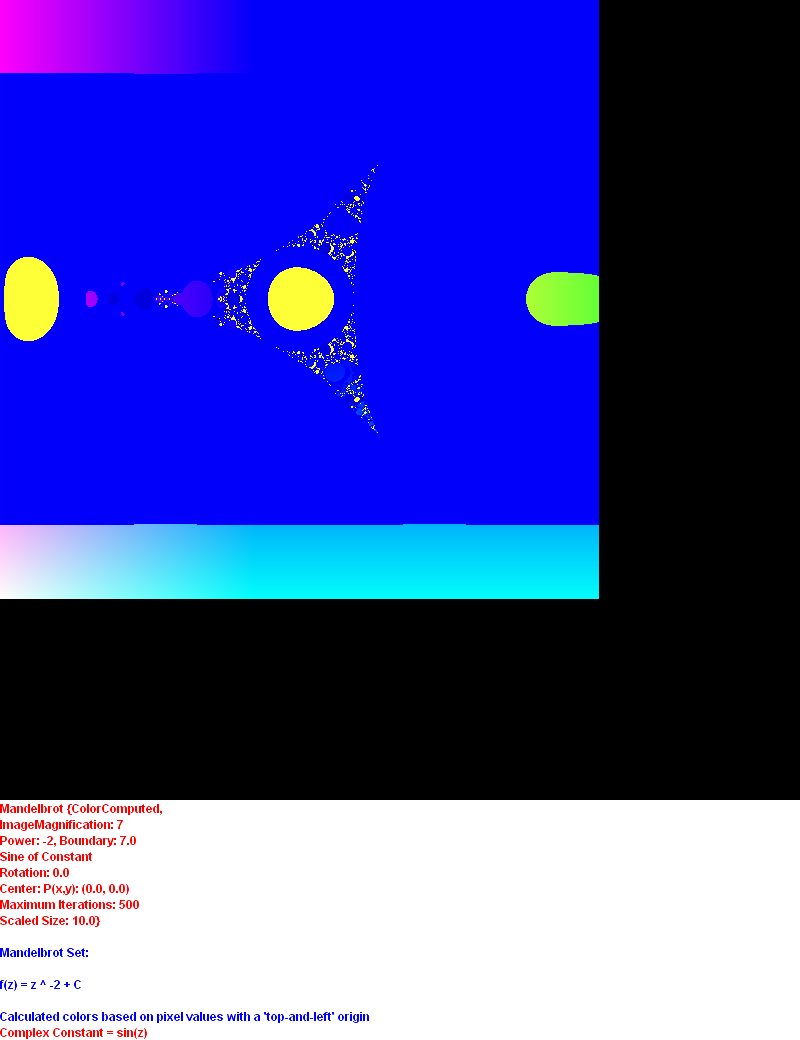 Mandelbrot {ColorComputed,
ImageMagnification: 7
Power: -2, Boundary: 7.0
Sine of Constant
Rotation: 0.0
Center: P(x,y): (0.0, 0.0)
Maximum Iterations: 500
Scaled Size: 10.0}
Mandelbrot Set:
f(z) = z ^ -2 + C
Calculated colors based on pixel values with a 'top-and-left' origin
Complex Constant = sin(z)